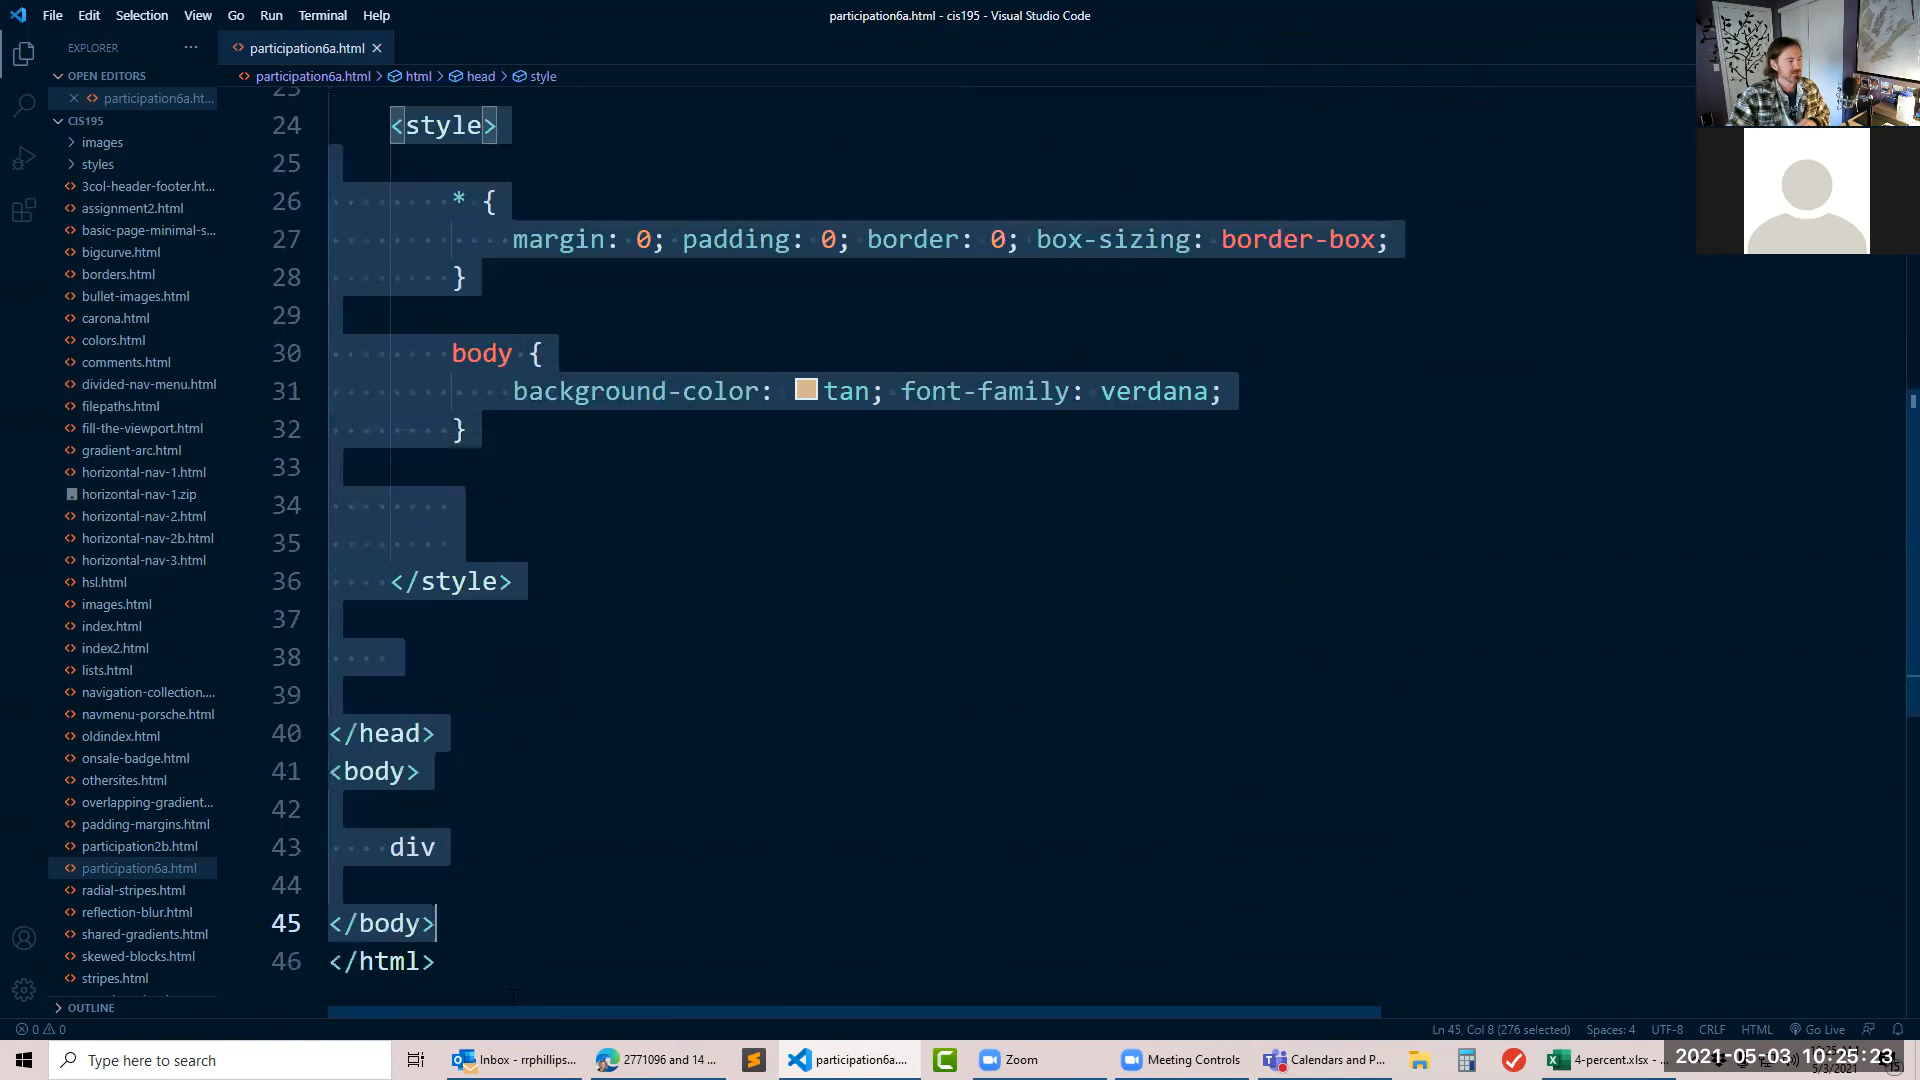 File Edit Selection View Go Run Terminal Help
participation6a.html - cis195 - Visual Studio Code
EXPLORER ...
participation6a.html
OPEN EDITORS
participation6a.html > html > head > style
participation6a.ht...
CIS195
images
styles
3col-header-footer.ht...
assignment2.html
basic-page-minimal-s...
bigcurve.html
borders.html
bullet-images.html
carona.html
colors.html
comments.html
divided-nav-menu.html
filepaths.html
fill-the-viewport.html
gradient-arc.html
horizontal-nav-1.html
horizontal-nav-1.zip
horizontal-nav-2.html
horizontal-nav-2b.html
horizontal-nav-3.html
hsl.html
images.html
index.html
index2.html
lists.html
navigation-collection....
navmenu-porsche.html
oldindex.html
onsale-badge.html
othersites.html
overlapping-gradient...
padding-margins.html
participation2b.html
participation6a.html
radial-stripes.html
reflection-blur.html
shared-gradients.html
skewed-blocks.html
stripes.html
OUTLINE
23
24 <style>
25
26 * {
27 margin: 0; padding: 0; border: 0; box-sizing: border-box;
28 }
29
30 body {
31 background-color: tan; font-family: verdana;
32 }
33
34
35
36 </style>
37
38
39
40 </head>
41 <body>
42
43 div
44
45 </body>
46 </html>
0 0
Ln 45, Col 8 (276 selected) Spaces: 4 UTF-8 CRLF HTML Go Live
Type here to search
Inbox - rrphillips...
2771096 and 14 ...
participation6a....
Zoom
Meeting Controls
Calendars and P...
4-percent.xlsx - ...
2021-05-03 10:25:23
5/3/2021
15